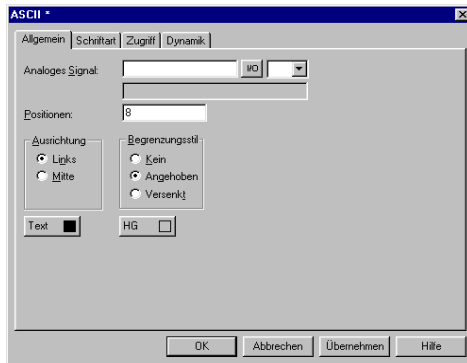 ASCII *
Allgemein Schriftart Zugriff Dynamik
Analoges Signal: I/O
Positionen: 8
Ausrichtung Begrenzungsstil
Links Kein
Mitte Angehoben
Versenkt
Text HG
OK Abbrechen Übernehmen Hilfe